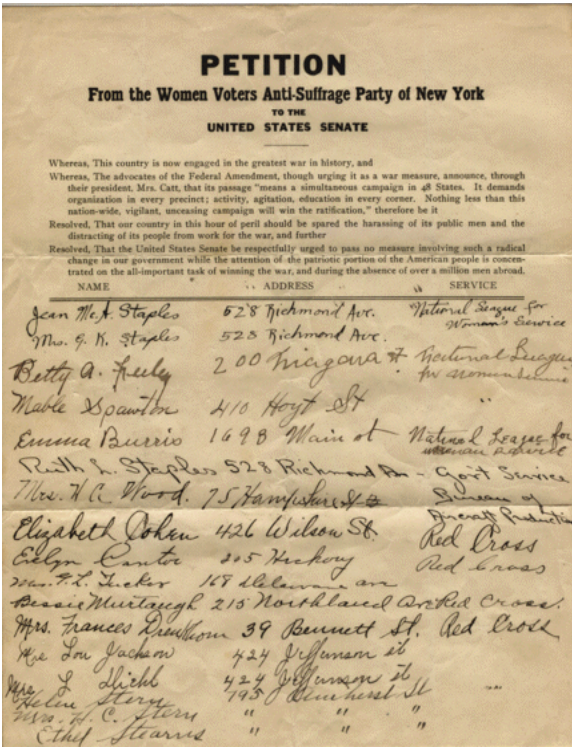 PETITION
From the Women Voters Anti-Suffrage Party of New York
TO THE
UNITED STATES SENATE
Whereas, This country is now engaged in the greatest war in history, and
Whereas, The advocates of the Federal Amendment, though urging it as a war measure, announce, through
their president, Mrs. Catt, that its passage "means a simultaneous campaign in 48 States. It demands
organization in every precinct; activity, agitation, education in every corner. Nothing less than this
nation-wide, vigilant, unceasing campaign will win the ratification," therefore be it
Resolved, That our country in this hour of peril should be spared the harassing of its public men and the
distracting of its people from work for the war, and further
Resolved, That the United States Senate be respectfully urged to pass no measure involving such a radical
change in our government while the attention of the patriotic portion of the American people is concen-
trated on the all-important task of winning the war, and during the absence of over a million men abroad.
NAME ADDRESS SERVICE
Jean McA. Staples 528 Richmond Ave. National League for
Woman's Service
Mrs. G. K. Staples 528 Richmond Ave.
Betty A. 200 Niagara St National League
for
Mable Spawton 410 Hoyt St "
Emma Burris 1698 Main st National League for
woman service
Ruth L. Staples 528 Richmond Av - Gov't Service
Bureau of
Mrs. H. C. Wood. 75 Hampshire St
Aircraft Production
Elizabeth Cohen 426 Wilson St Red Cross
Evelyn Cantor 205 Hickory Red Cross
Mrs. F. L. Tucker 168 Delaware ave
Bessie Murtaugh 215 Northland Ave Red Cross.
Mrs. Frances 39 Bennett St. Red Cross
Mrs Lou Jackson 424 Jefferson st
Mrs L Diehl 424 Jefferson st "
Helen Stern 795 Elmhurst St
Mrs. H. C. Stern " " "
Ethel Stearns " " "